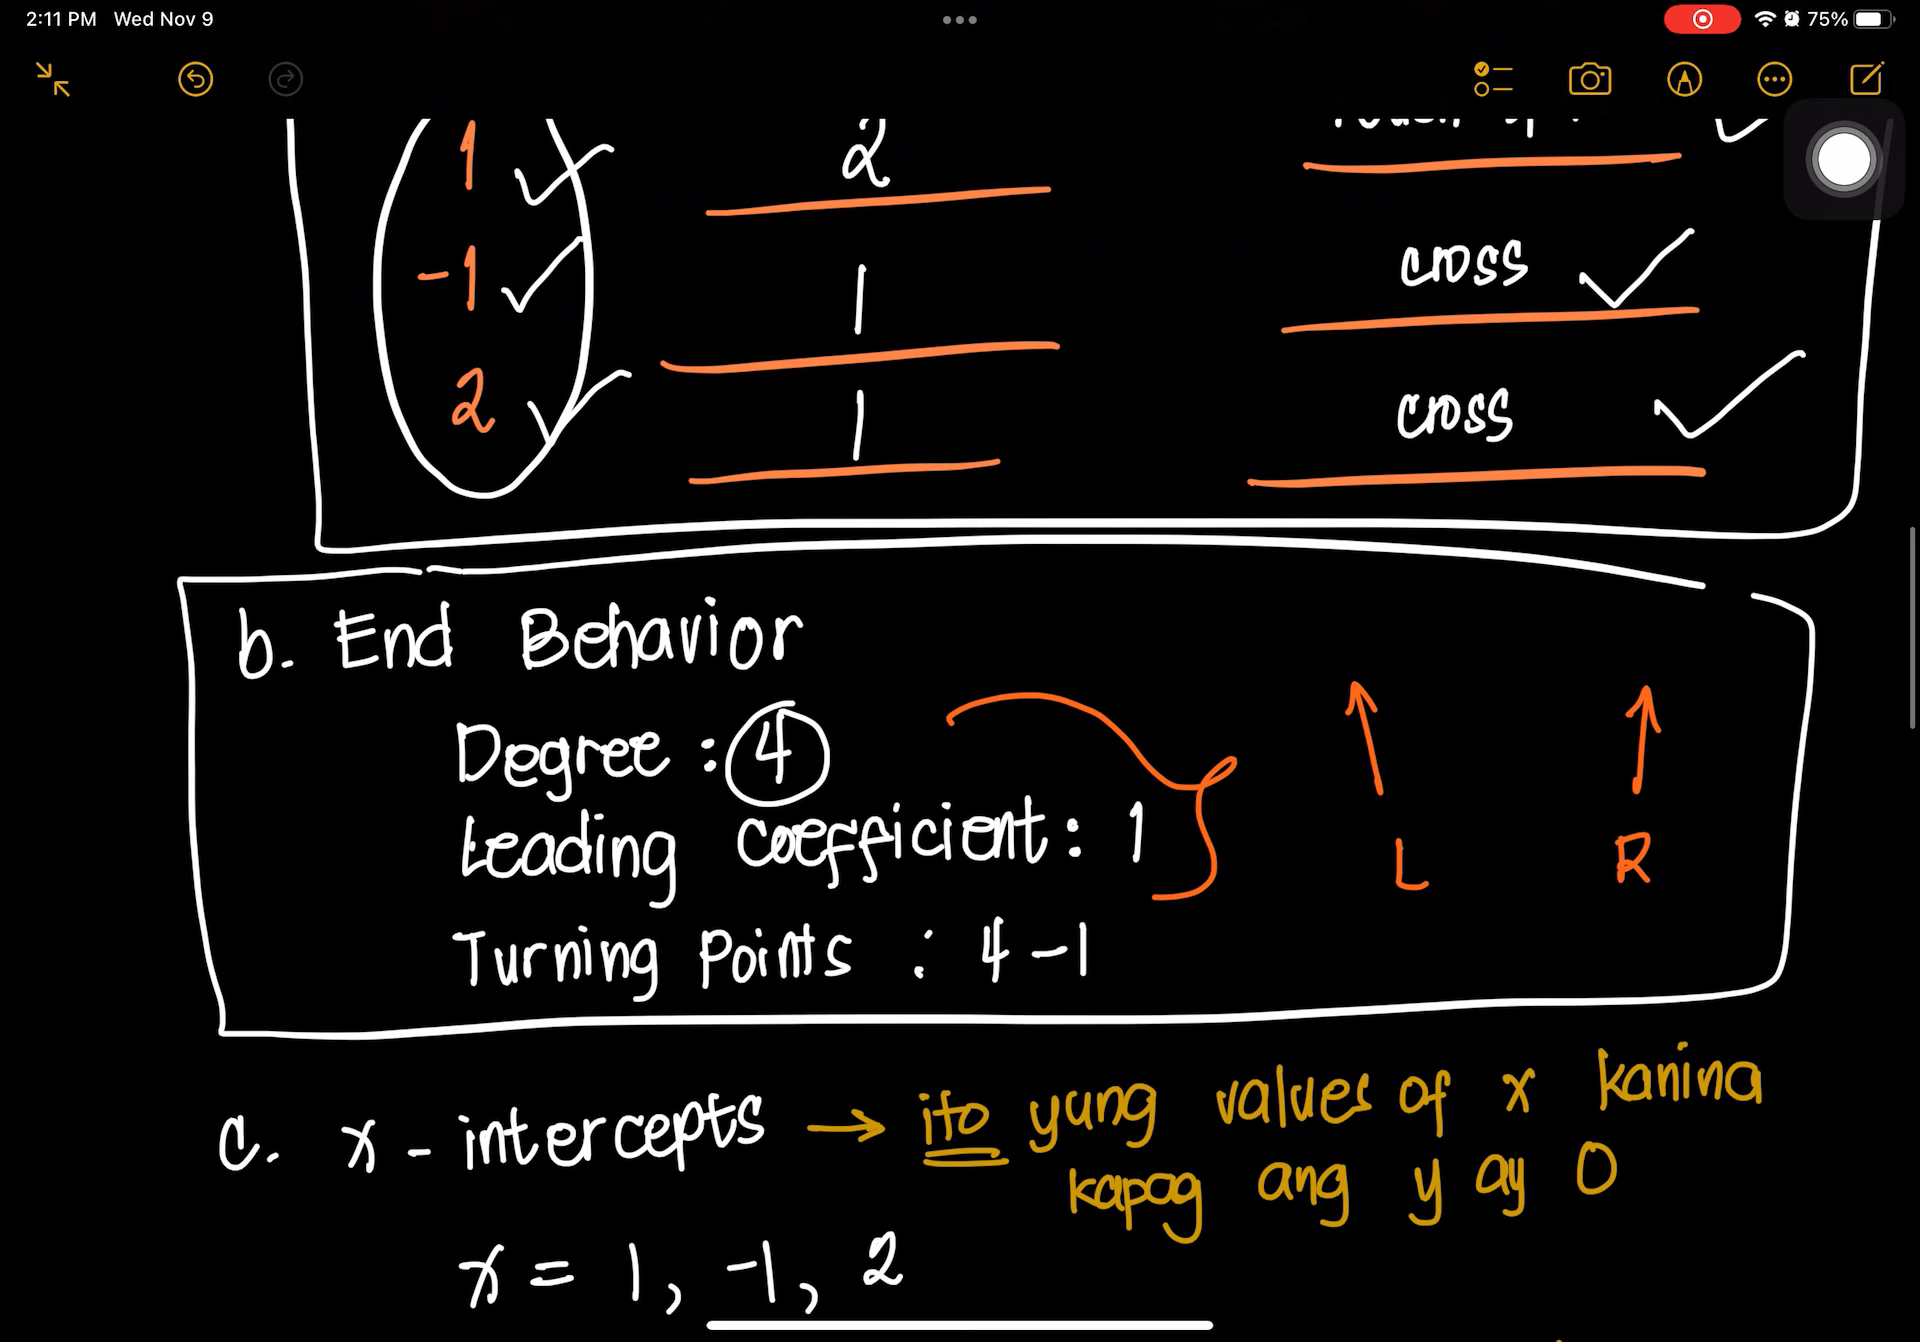 2:11 PM Wed Nov 9
75%
1 2
-1 1 cross
2 1 cross
b. End Behavior
Degree : 4
Leading Coefficient : 1
L R
Turning Points : 4-1
c. x-intercepts → ito yung values of x kanina
kapag ang y ay 0
x = 1, -1, 2